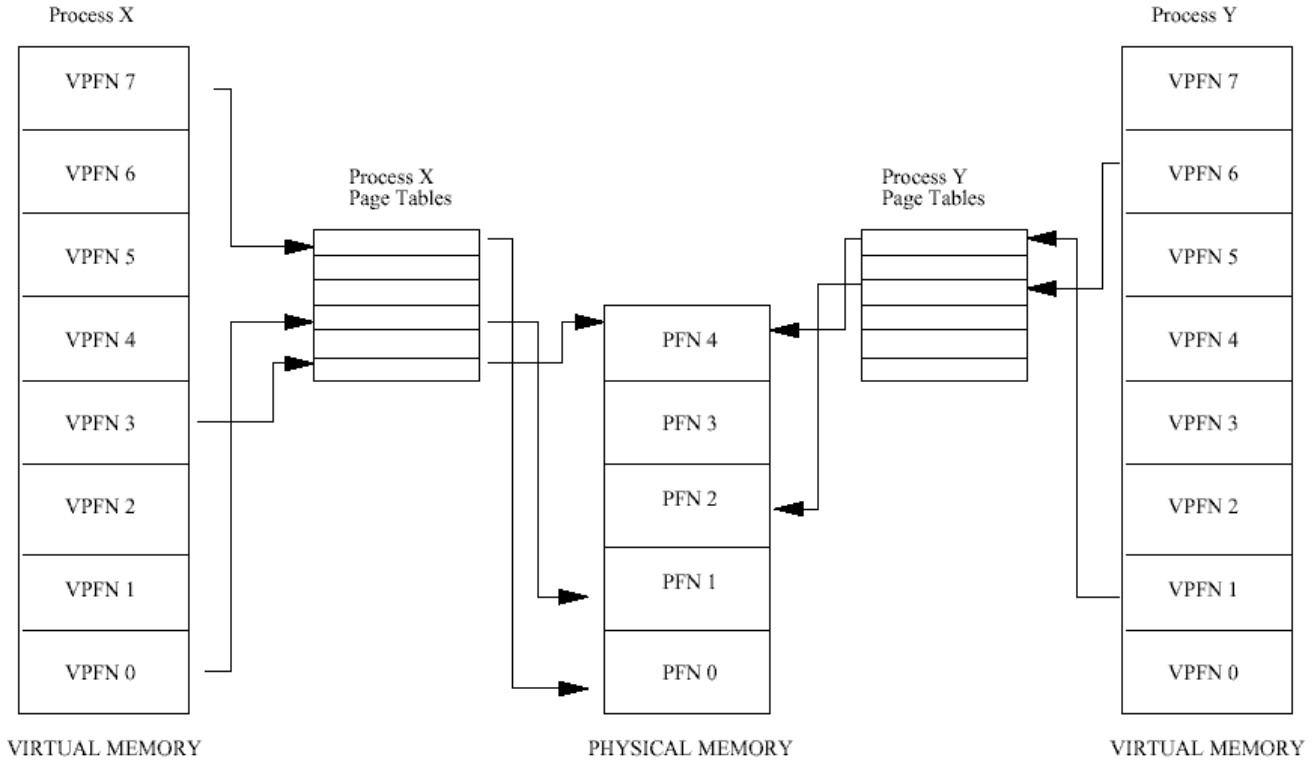 Process X
Process Y
VPFN 7
VPFN 6
VPFN 5
VPFN 4
VPFN 3
VPFN 2
VPFN 1
VPFN 0
VIRTUAL MEMORY
Process X
Page Tables
PFN 4
PFN 3
PFN 2
PFN 1
PFN 0
PHYSICAL MEMORY
Process Y
Page Tables
VPFN 7
VPFN 6
VPFN 5
VPFN 4
VPFN 3
VPFN 2
VPFN 1
VPFN 0
VIRTUAL MEMORY